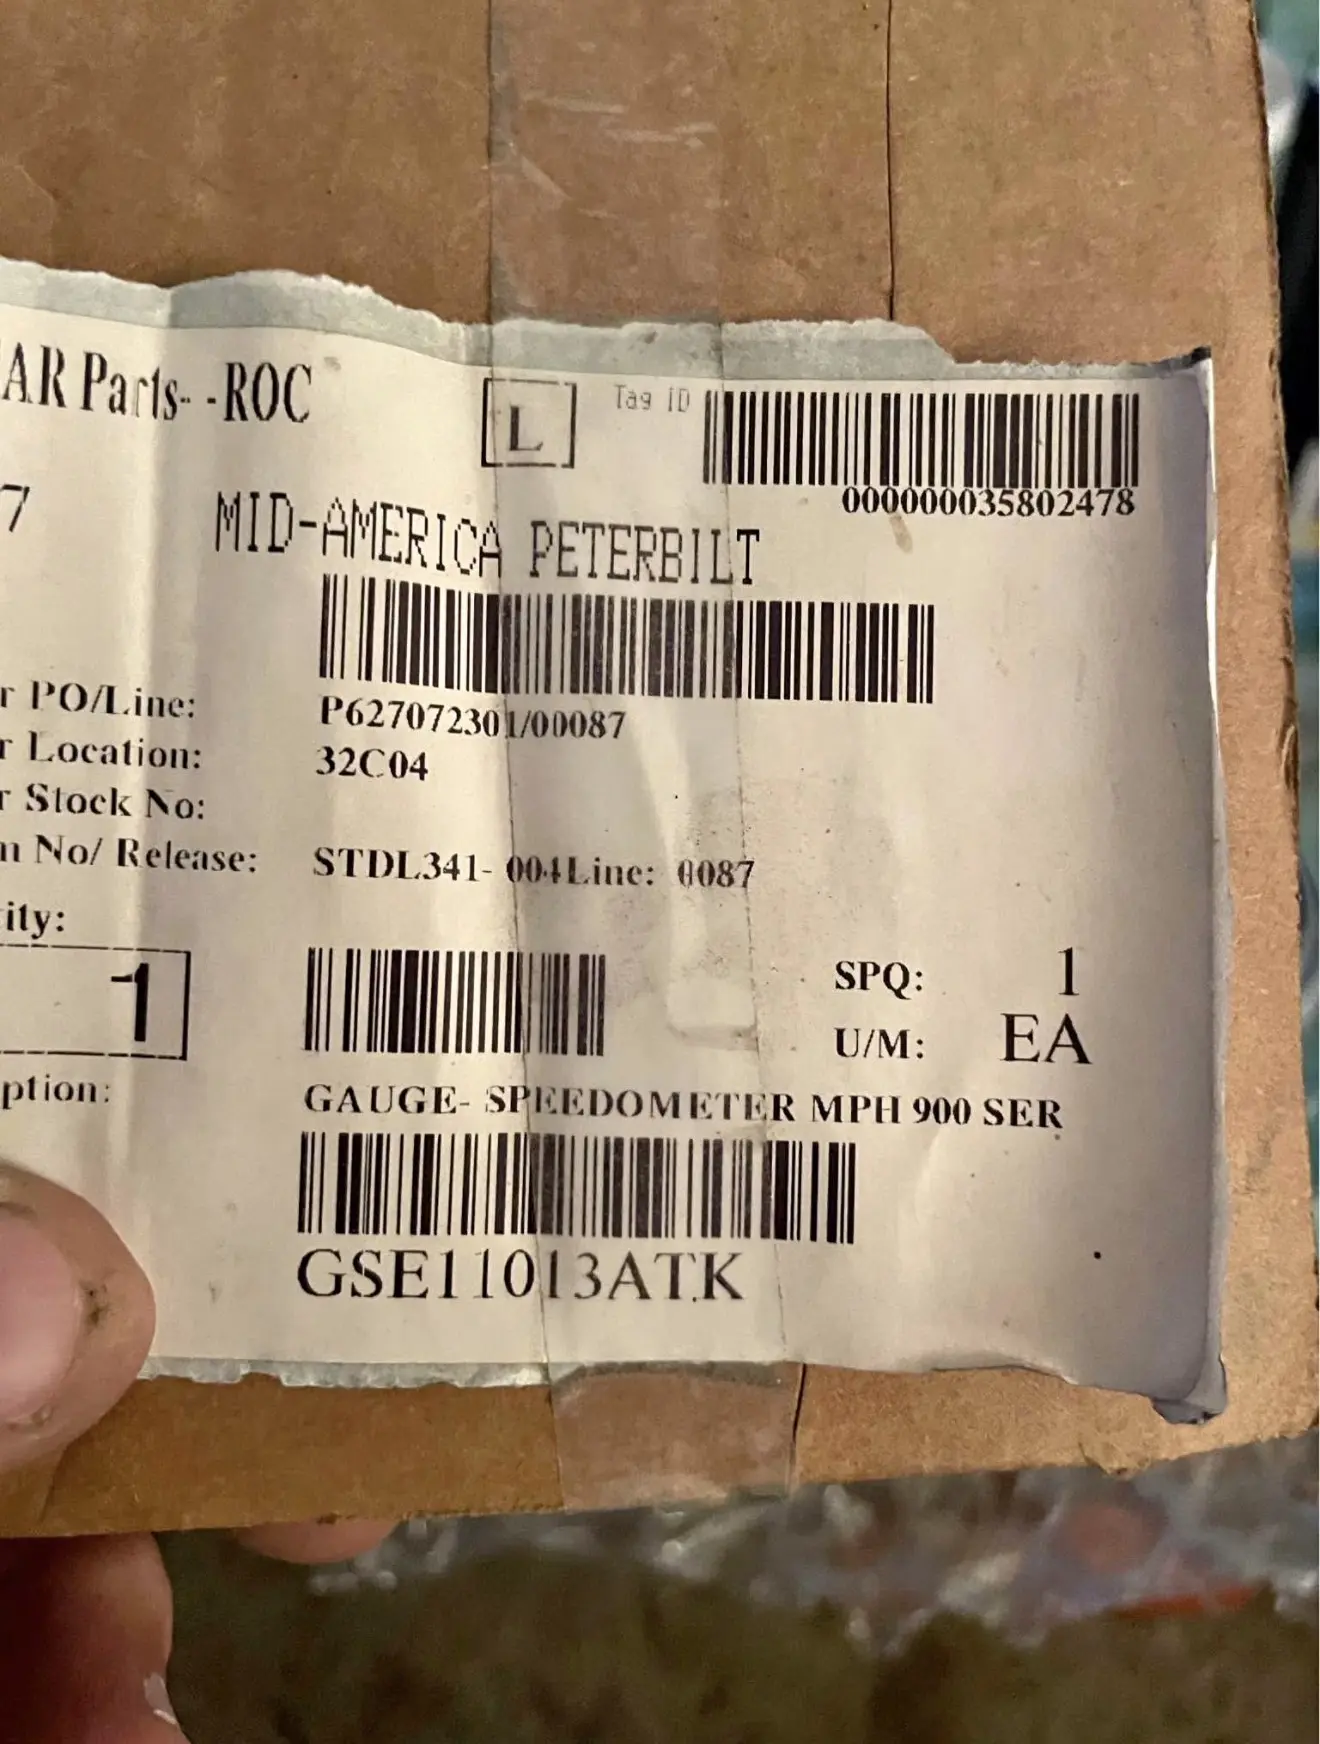 AR Parts- -ROC
L
Tag ID
000000035802478
7
MID-AMERICA PETERBILT
r PO/Line: P627072301/00087
r Location: 32C04
r Stock No:
m No/ Release: STDL341- 004Line: 0087
ity:
1
SPQ: 1
U/M: EA
ption: GAUGE- SPEEDOMETER MPH 900 SER
GSE11013ATK